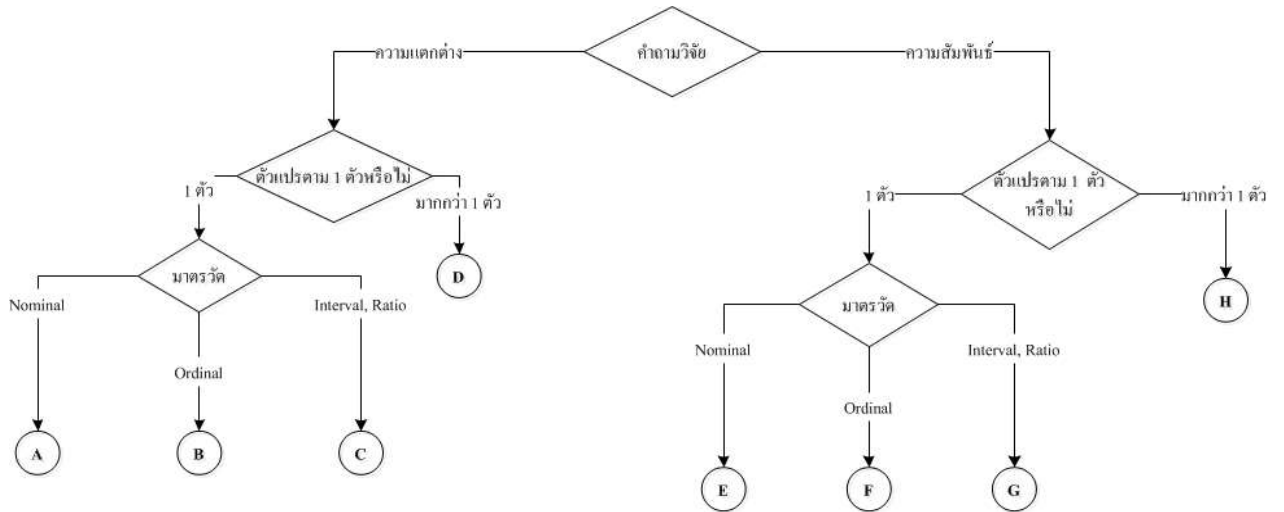 คำถามวิจัย
ความแตกต่าง
ความสัมพันธ์
ตัวแปรตาม 1 ตัวหรือไม่
1 ตัว
มากกว่า 1 ตัว
D
มาตรวัด
Nominal
Ordinal
Interval, Ratio
A
B
C
ตัวแปรตาม 1 ตัว
หรือไม่
1 ตัว
มากกว่า 1 ตัว
H
มาตรวัด
Nominal
Ordinal
Interval, Ratio
E
F
G